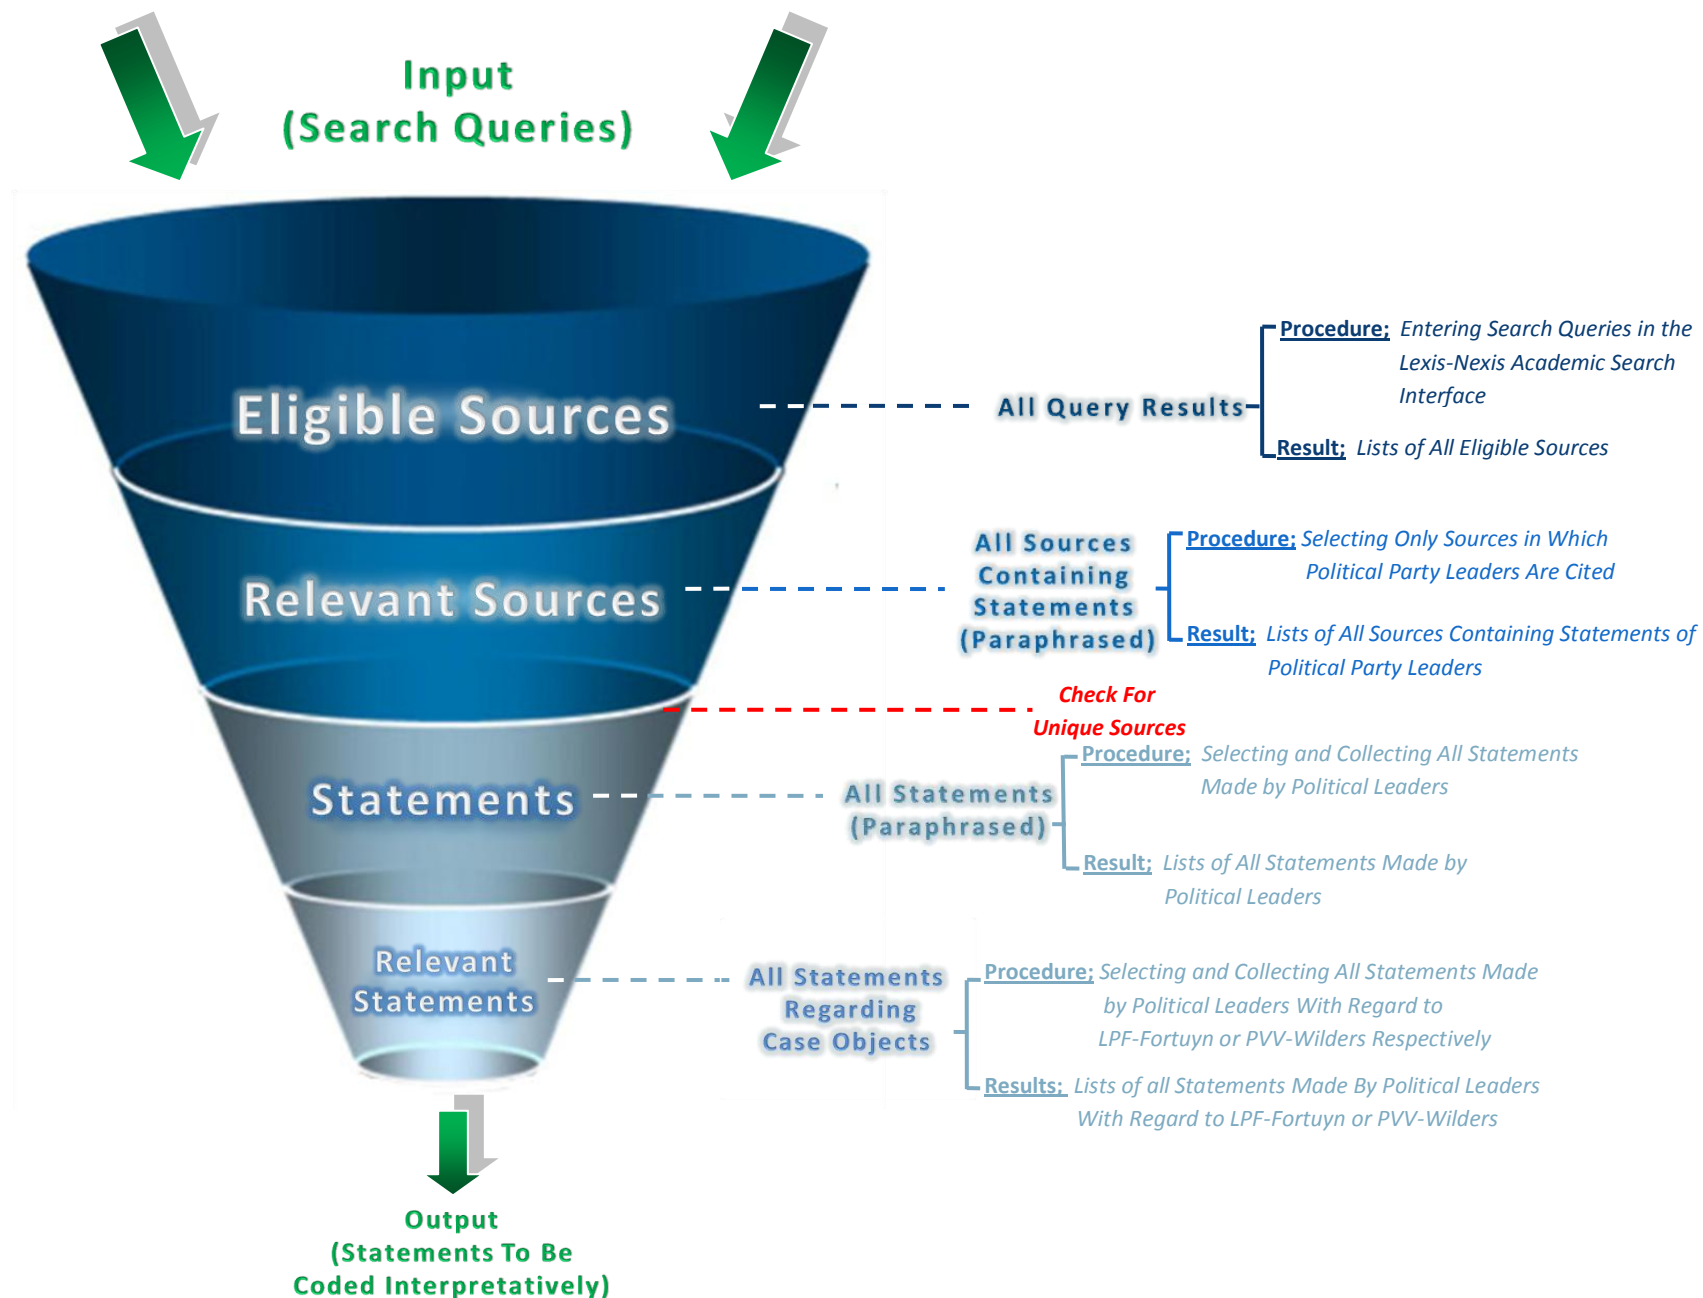 Input
(Search Queries)
Eligible Sources
All Query Results
Procedure; Entering Search Queries in the
Lexis-Nexis Academic Search
Interface
Result; Lists of All Eligible Sources
Relevant Sources
All Sources
Containing
Statements
(Paraphrased)
Procedure; Selecting Only Sources in Which
Political Party Leaders Are Cited
Result; Lists of All Sources Containing Statements of
Political Party Leaders
Check For
Unique Sources
Statements
All Statements
(Paraphrased)
Procedure; Selecting and Collecting All Statements
Made by Political Leaders
Result; Lists of All Statements Made by
Political Leaders
Relevant
Statements
All Statements
Regarding
Case Objects
Procedure; Selecting and Collecting All Statements Made
by Political Leaders With Regard to
LPF-Fortuyn or PVV-Wilders Respectively
Results; Lists of all Statements Made By Political Leaders
With Regard to LPF-Fortuyn or PVV-Wilders
Output
(Statements To Be
Coded Interpretatively)